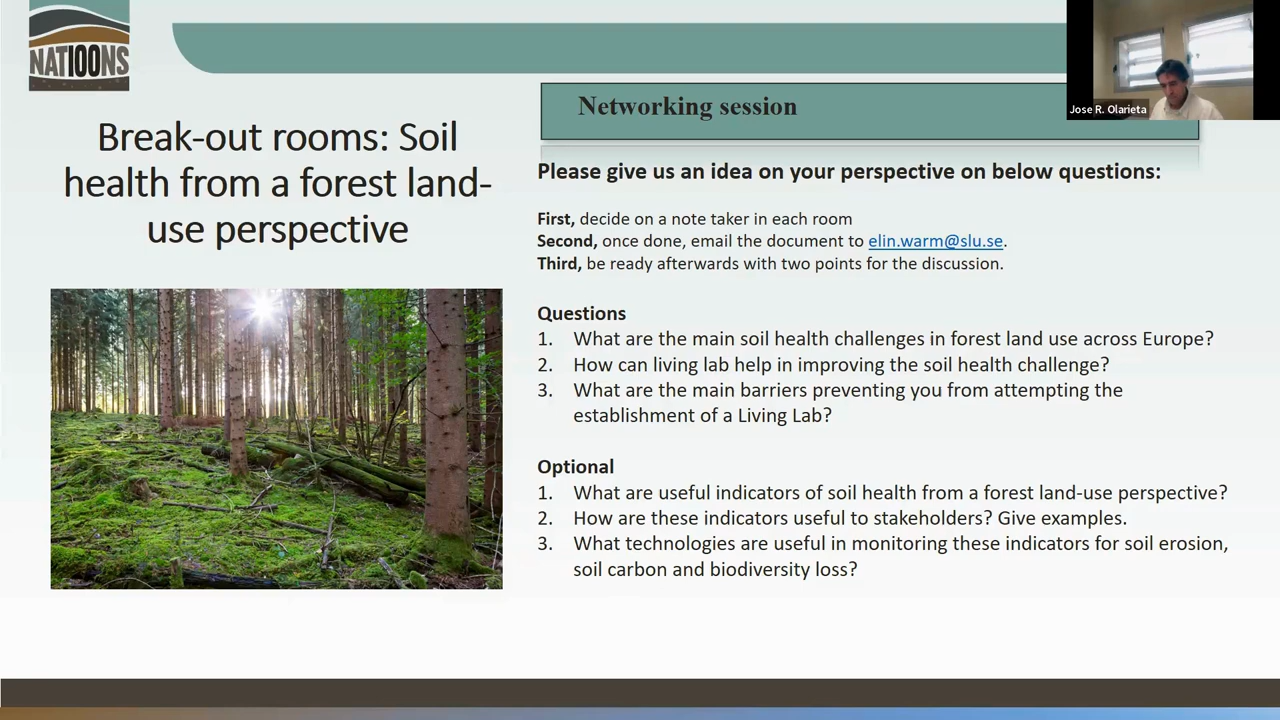 NATI00NS
Networking session
Jose R. Olarieta
Break-out rooms: Soil
health from a forest land-
use perspective
Please give us an idea on your perspective on below questions:
First, decide on a note taker in each room
Second, once done, email the document to elin.warm@slu.se.
Third, be ready afterwards with two points for the discussion.
Questions
1. What are the main soil health challenges in forest land use across Europe?
2. How can living lab help in improving the soil health challenge?
3. What are the main barriers preventing you from attempting the
establishment of a Living Lab?
Optional
1. What are useful indicators of soil health from a forest land-use perspective?
2. How are these indicators useful to stakeholders? Give examples.
3. What technologies are useful in monitoring these indicators for soil erosion,
soil carbon and biodiversity loss?